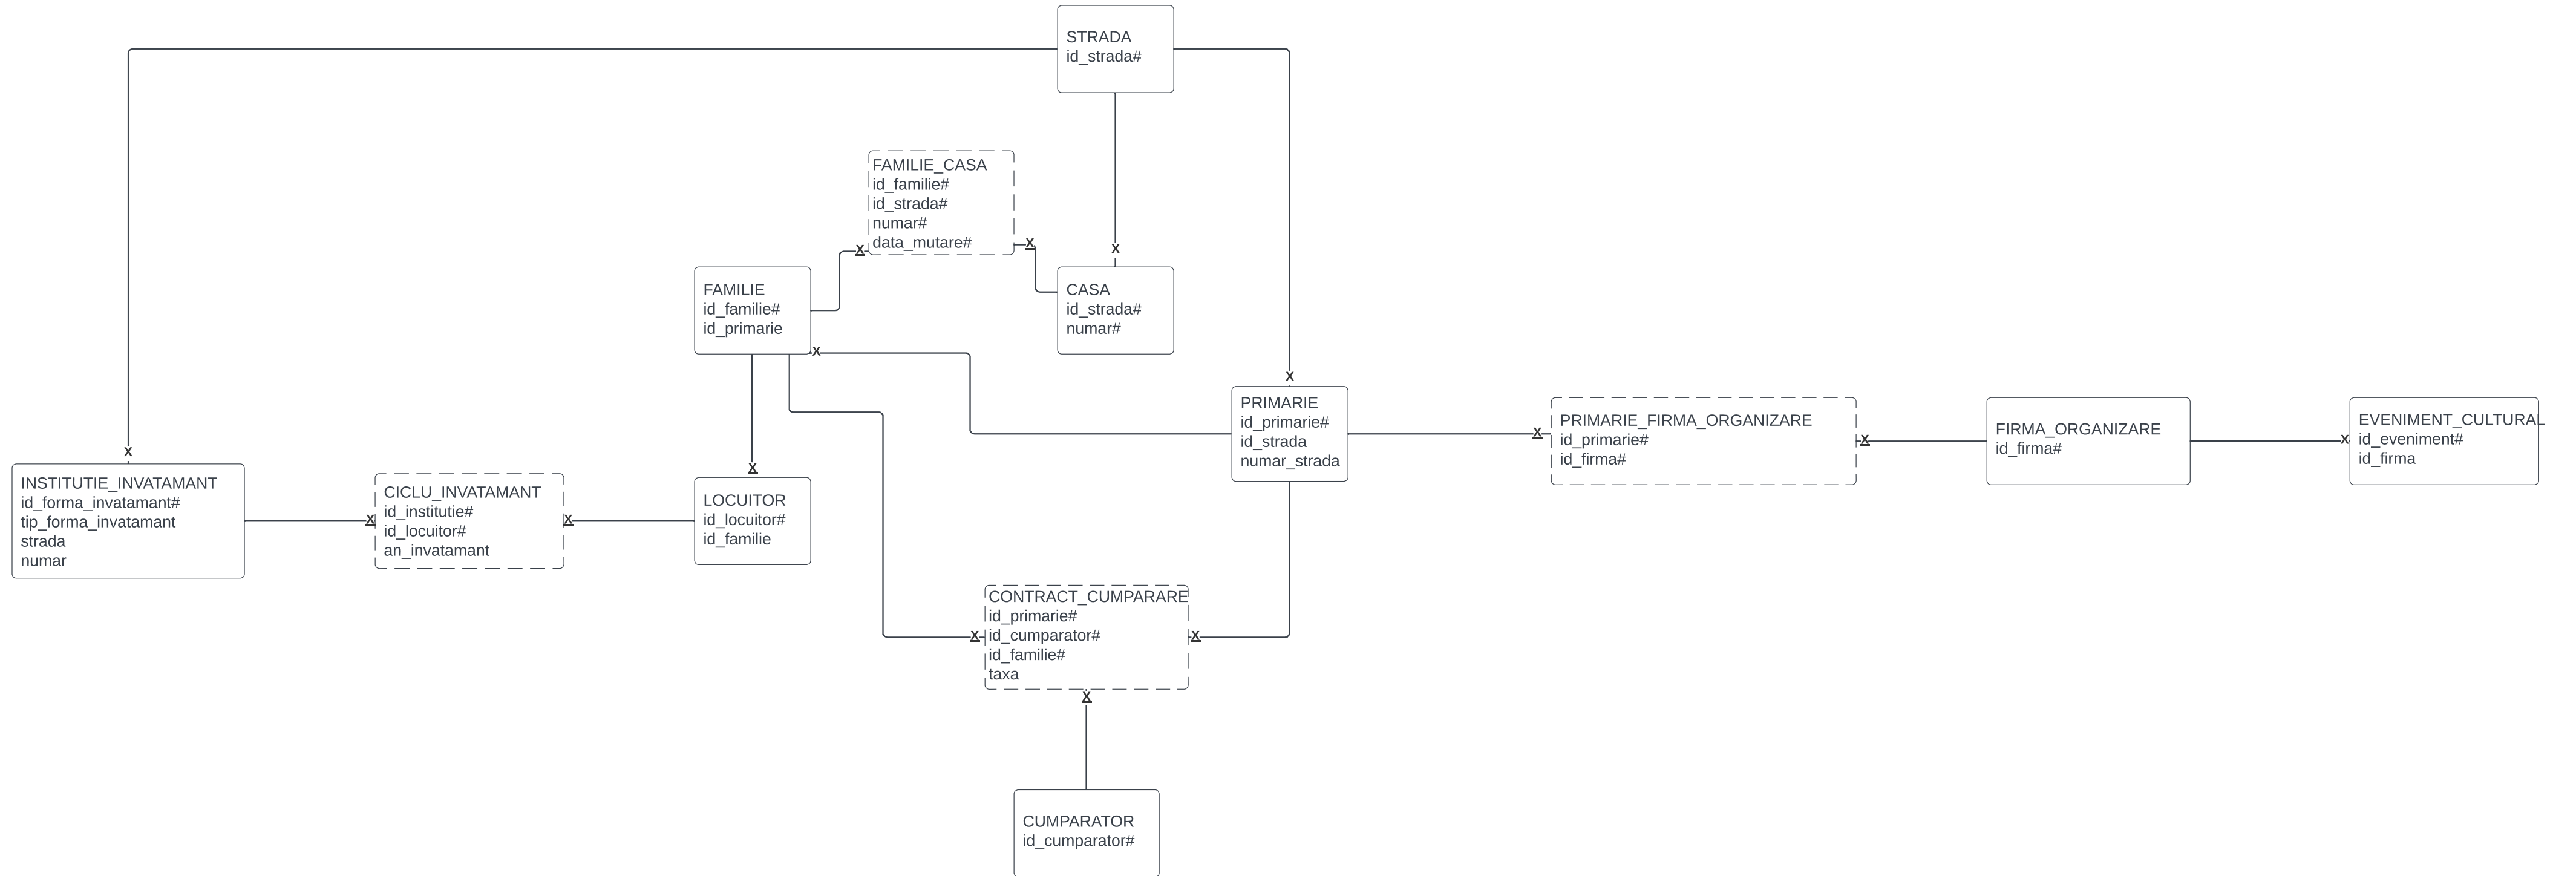 STRADA
id_strada#
FAMILIE_CASA
id_familie#
id_strada#
numar#
data_mutare#
X
X
X
FAMILIE
id_familie#
id_primarie
CASA
id_strada#
numar#
X
X
PRIMARIE
id_primarie#
id_strada
numar_strada
X
PRIMARIE_FIRMA_ORGANIZARE
id_primarie#
id_firma#
X
FIRMA_ORGANIZARE
id_firma#
X
EVENIMENT_CULTURAL
id_eveniment#
id_firma
X
INSTITUTIE_INVATAMANT
id_forma_invatamant#
tip_forma_invatamant
strada
numar
X
CICLU_INVATAMANT
id_institutie#
id_locuitor#
an_invatamant
X
X
LOCUITOR
id_locuitor#
id_familie
X
CONTRACT_CUMPARARE
id_primarie#
id_cumparator#
id_familie#
taxa
X
X
CUMPARATOR
id_cumparator#